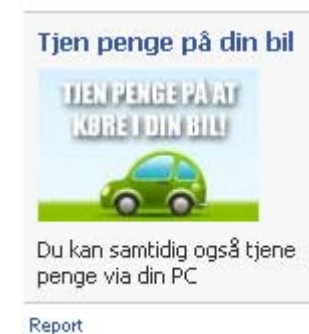 Tjen penge på din bil
TJEN PENGE PÅ AT
KØRE I DIN BIL!
Du kan samtidig også tjene
penge via din PC
Report